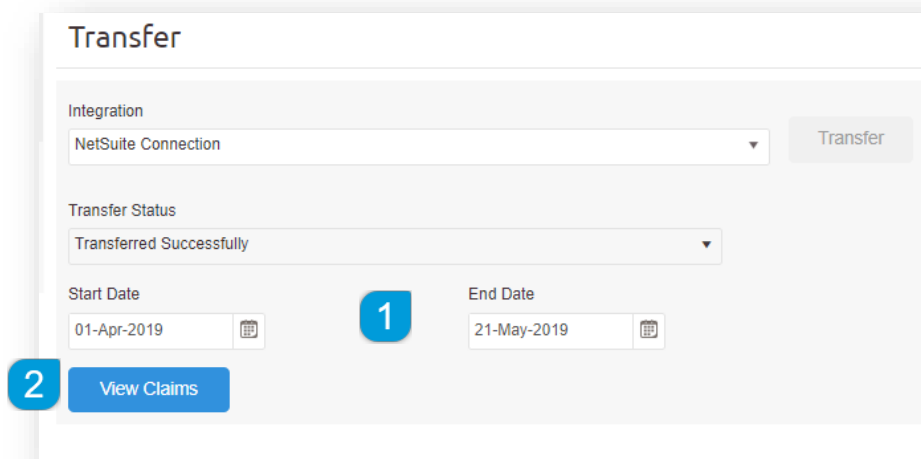 Transfer
Integration
NetSuite Connection
Transfer
Transfer Status
Transferred Successfully
Start Date
End Date
01-Apr-2019
1
21-May-2019
2
View Claims